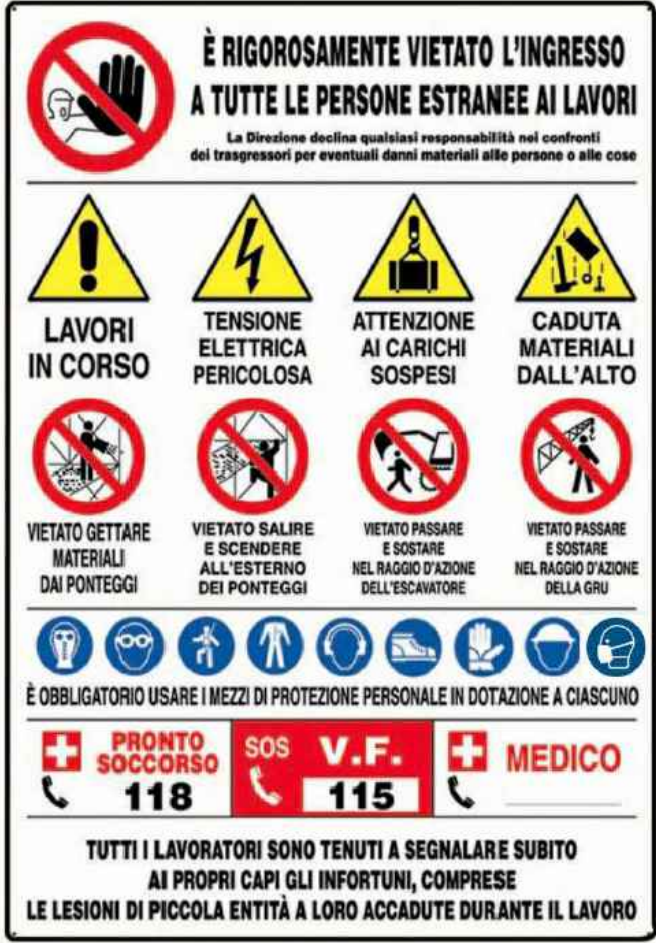 È RIGOROSAMENTE VIETATO L'INGRESSO
A TUTTE LE PERSONE ESTRANEE AI LAVORI
La Direzione declina qualsiasi responsabilità nei confronti
dei trasgressori per eventuali danni materiali alle persone o alle cose
LAVORI
IN CORSO
TENSIONE
ELETTRICA
PERICOLOSA
ATTENZIONE
AI CARICHI
SOSPESI
CADUTA
MATERIALI
DALL'ALTO
VIETATO GETTARE
MATERIALI
DAI PONTEGGI
VIETATO SALIRE
E SCENDERE
ALL'ESTERNO
DEI PONTEGGI
VIETATO PASSARE
E SOSTARE
NEL RAGGIO D'AZIONE
DELL'ESCAVATORE
VIETATO PASSARE
E SOSTARE
NEL RAGGIO D'AZIONE
DELLA GRU
È OBBLIGATORIO USARE I MEZZI DI PROTEZIONE PERSONALE IN DOTAZIONE A CIASCUNO
PRONTO
SOCCORSO
118
SOS V.F.
115
MEDICO
TUTTI I LAVORATORI SONO TENUTI A SEGNALARE SUBITO
AI PROPRI CAPI GLI INFORTUNI, COMPRESE
LE LESIONI DI PICCOLA ENTITÀ A LORO ACCADUTE DURANTE IL LAVORO